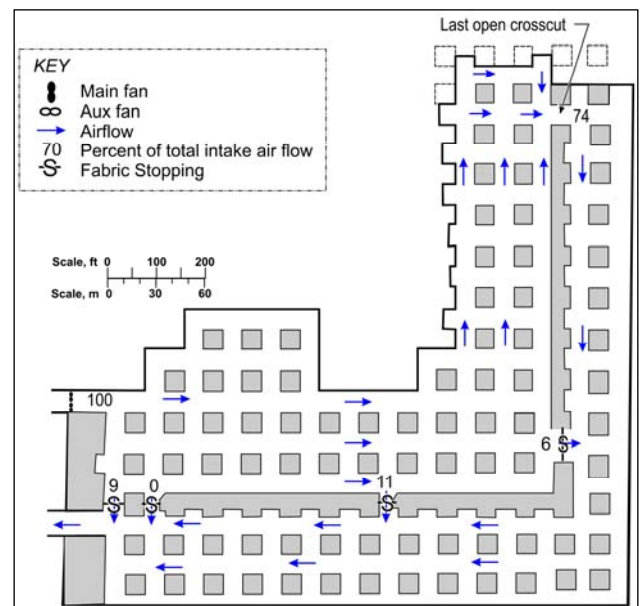 Last open crosscut
KEY
Main fan
Aux fan
Airflow
70 Percent of total intake air flow
S Fabric Stopping
74
Scale, ft 0 100 200
Scale, m 0 30 60
100
6
9 0 11